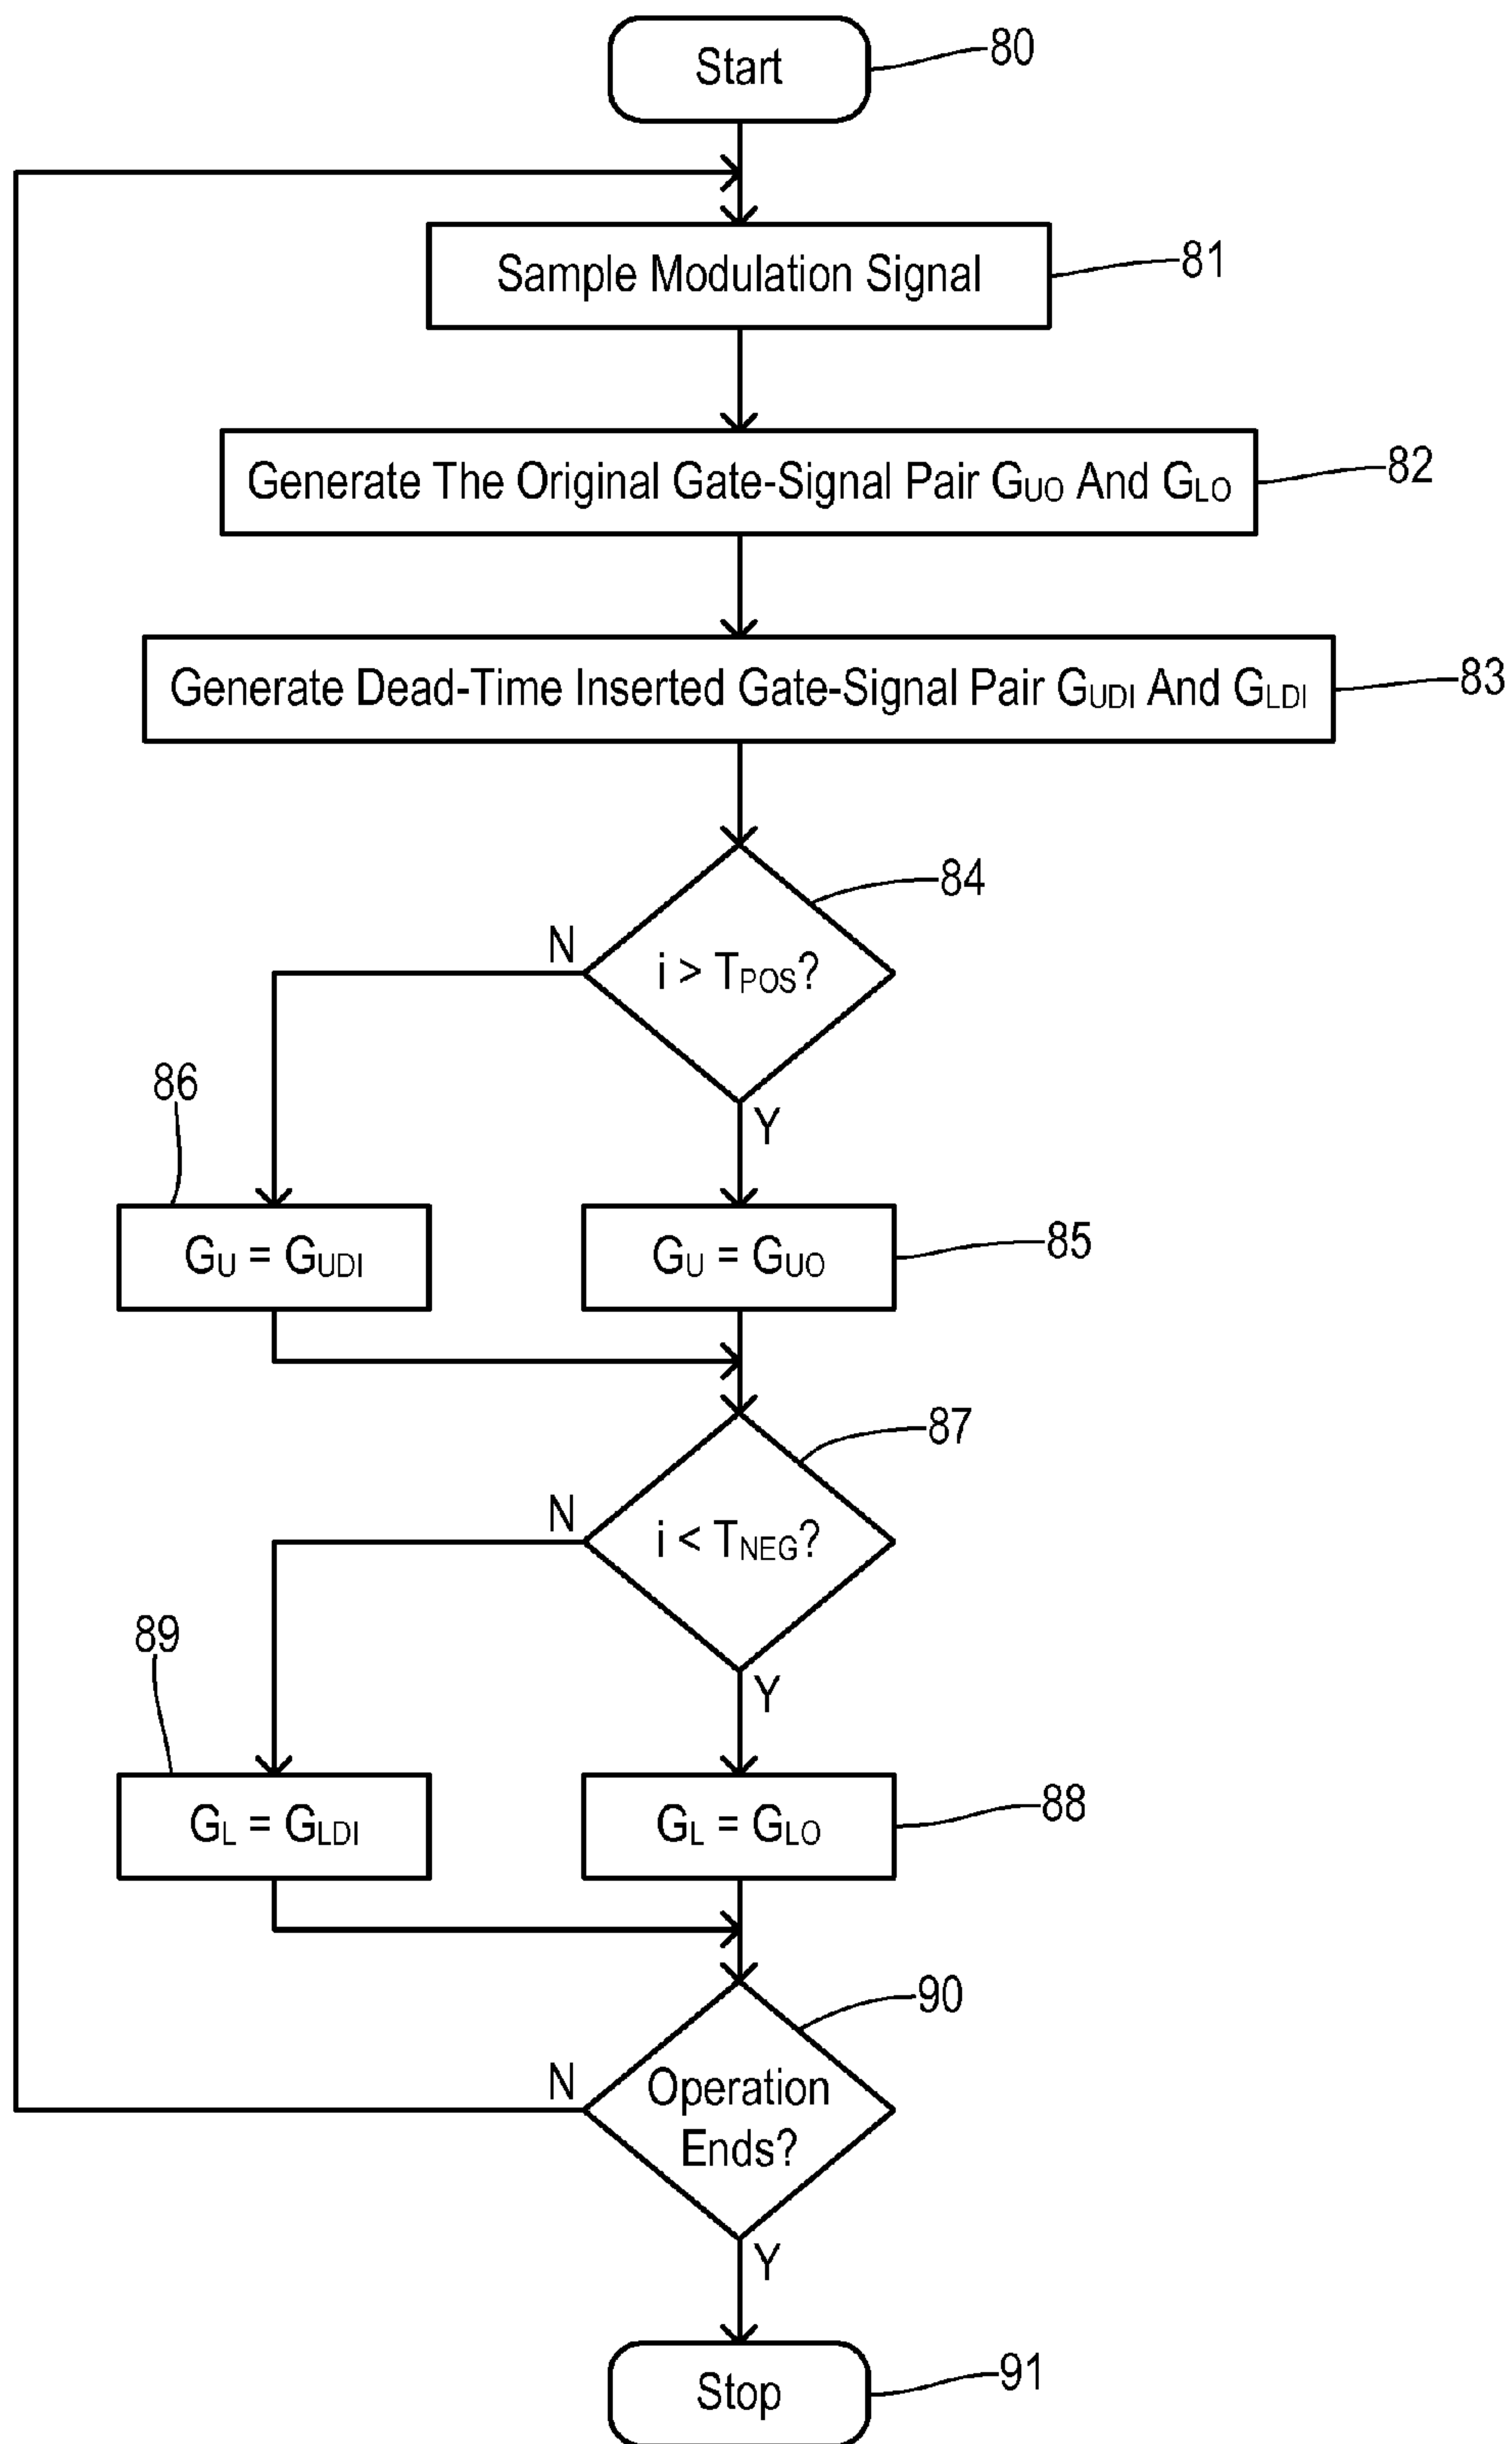 Start
80
Sample Modulation Signal
81
Generate The Original Gate-Signal Pair GUO And GLO
82
Generate Dead-Time Inserted Gate-Signal Pair GUDI And GLDI
83
84
i > TPOS?
N
Y
86
GU = GUDI
GU = GUO
85
87
i < TNEG?
N
Y
89
GL = GLDI
GL = GLO
88
90
Operation
Ends?
N
Y
Stop
91